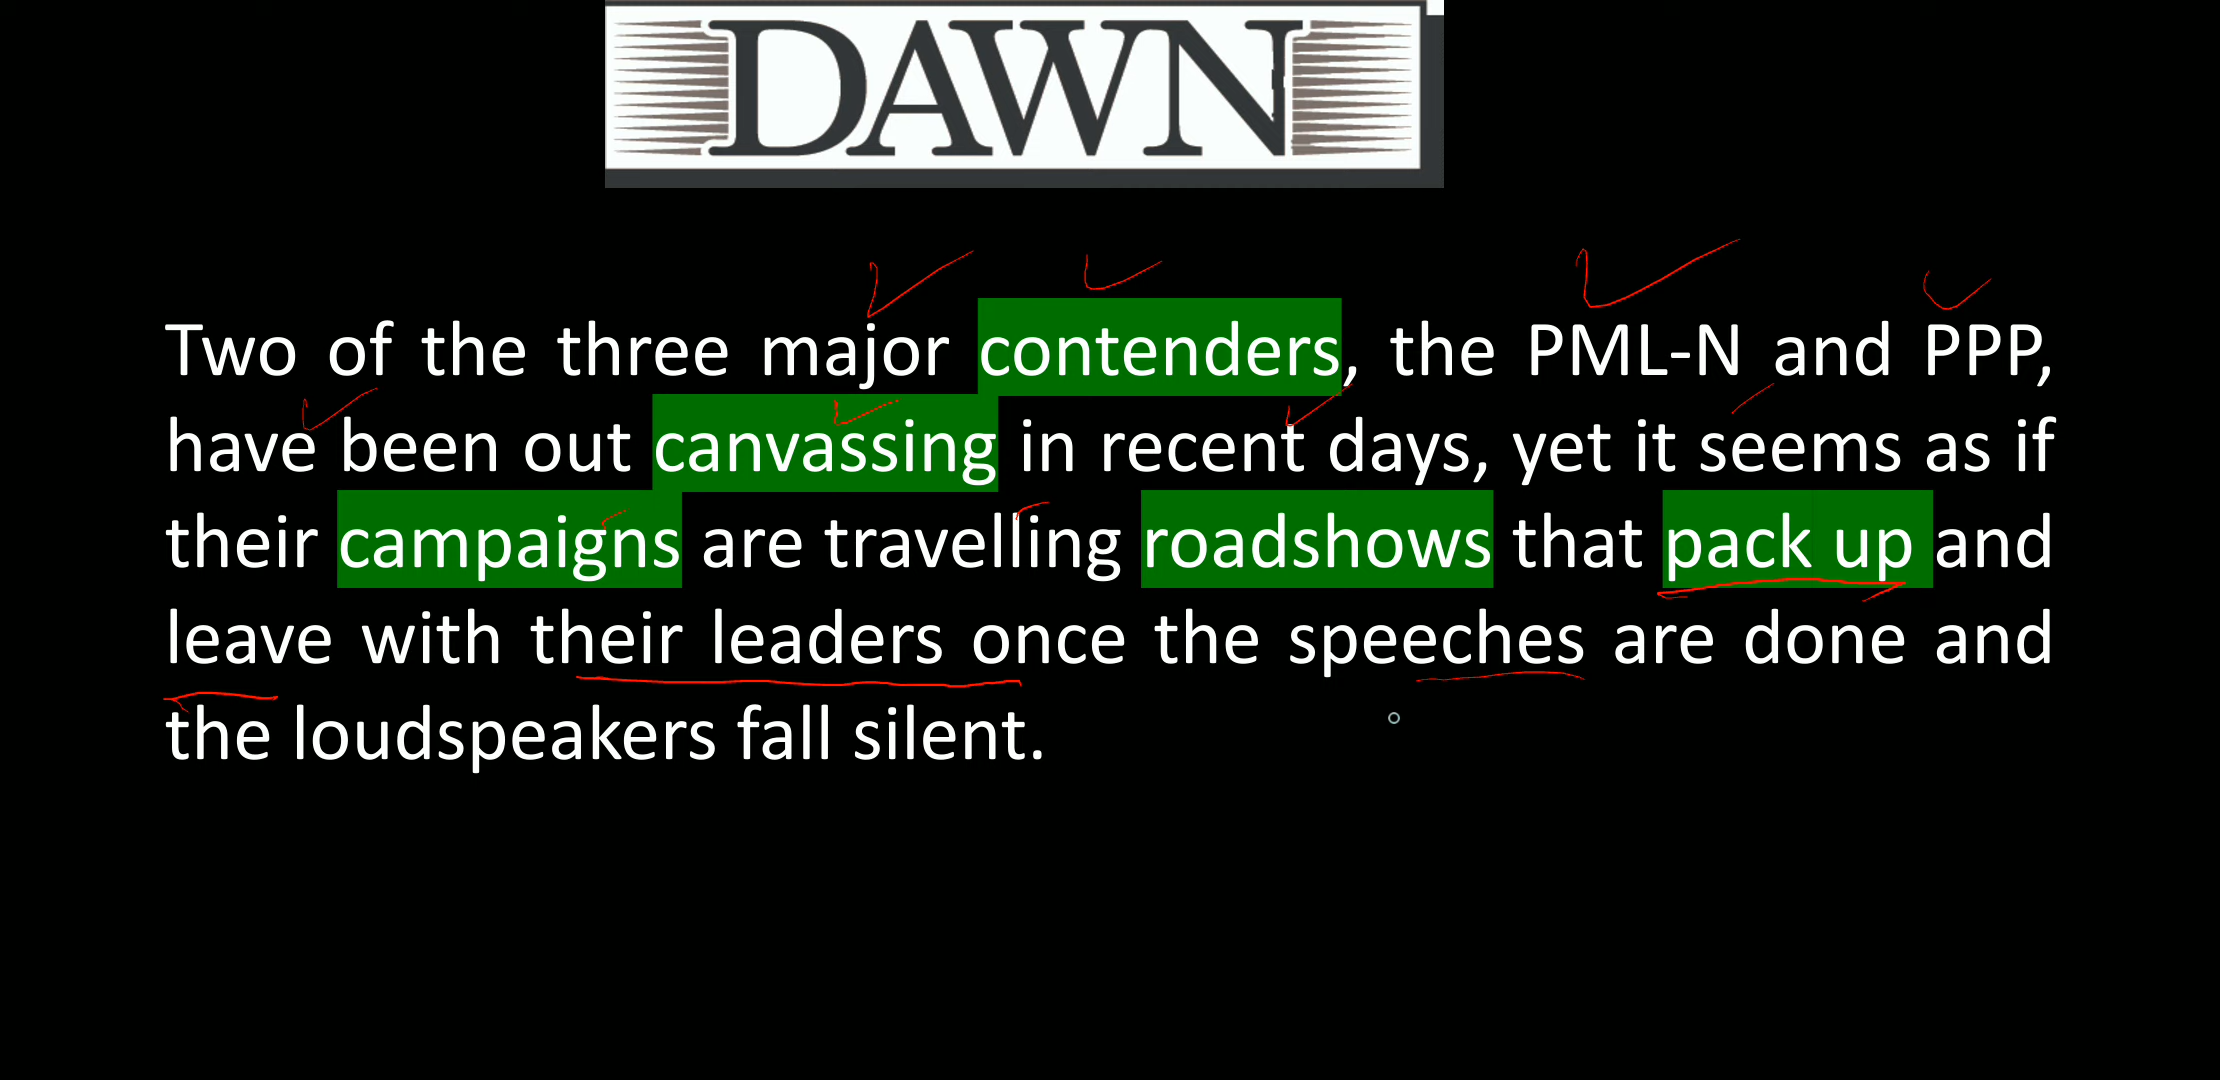 DAWN
Two of the three major contenders, the PML-N and PPP,
have been out canvassing in recent days, yet it seems as if
their campaigns are travelling roadshows that pack up and
leave with their leaders once the speeches are done and
the loudspeakers fall silent.